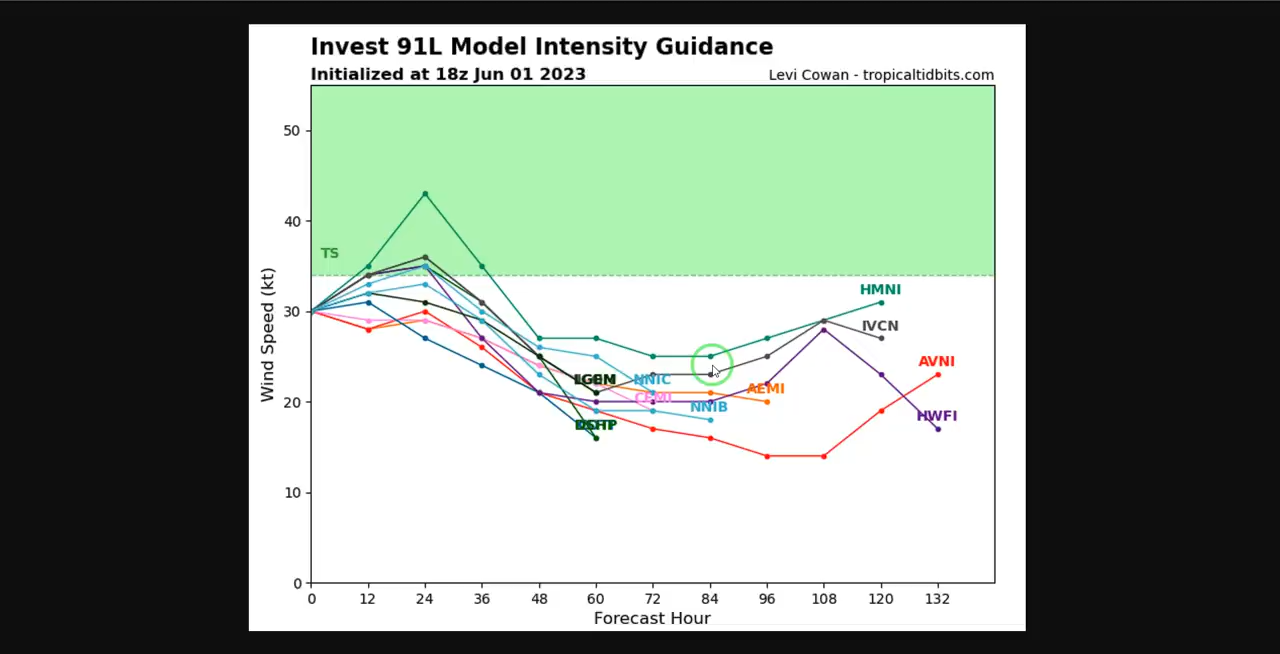 Invest 91L Model Intensity Guidance
Initialized at 18z Jun 01 2023
Levi Cowan - tropicaltidbits.com
50
40
TS
30
20
10
0
Wind Speed (kt)
HMNI
IVCN
AVNI
NNIC
AEMI
CEMI
NNIB
HWFI
0 12 24 36 48 60 72 84 96 108 120 132
Forecast Hour